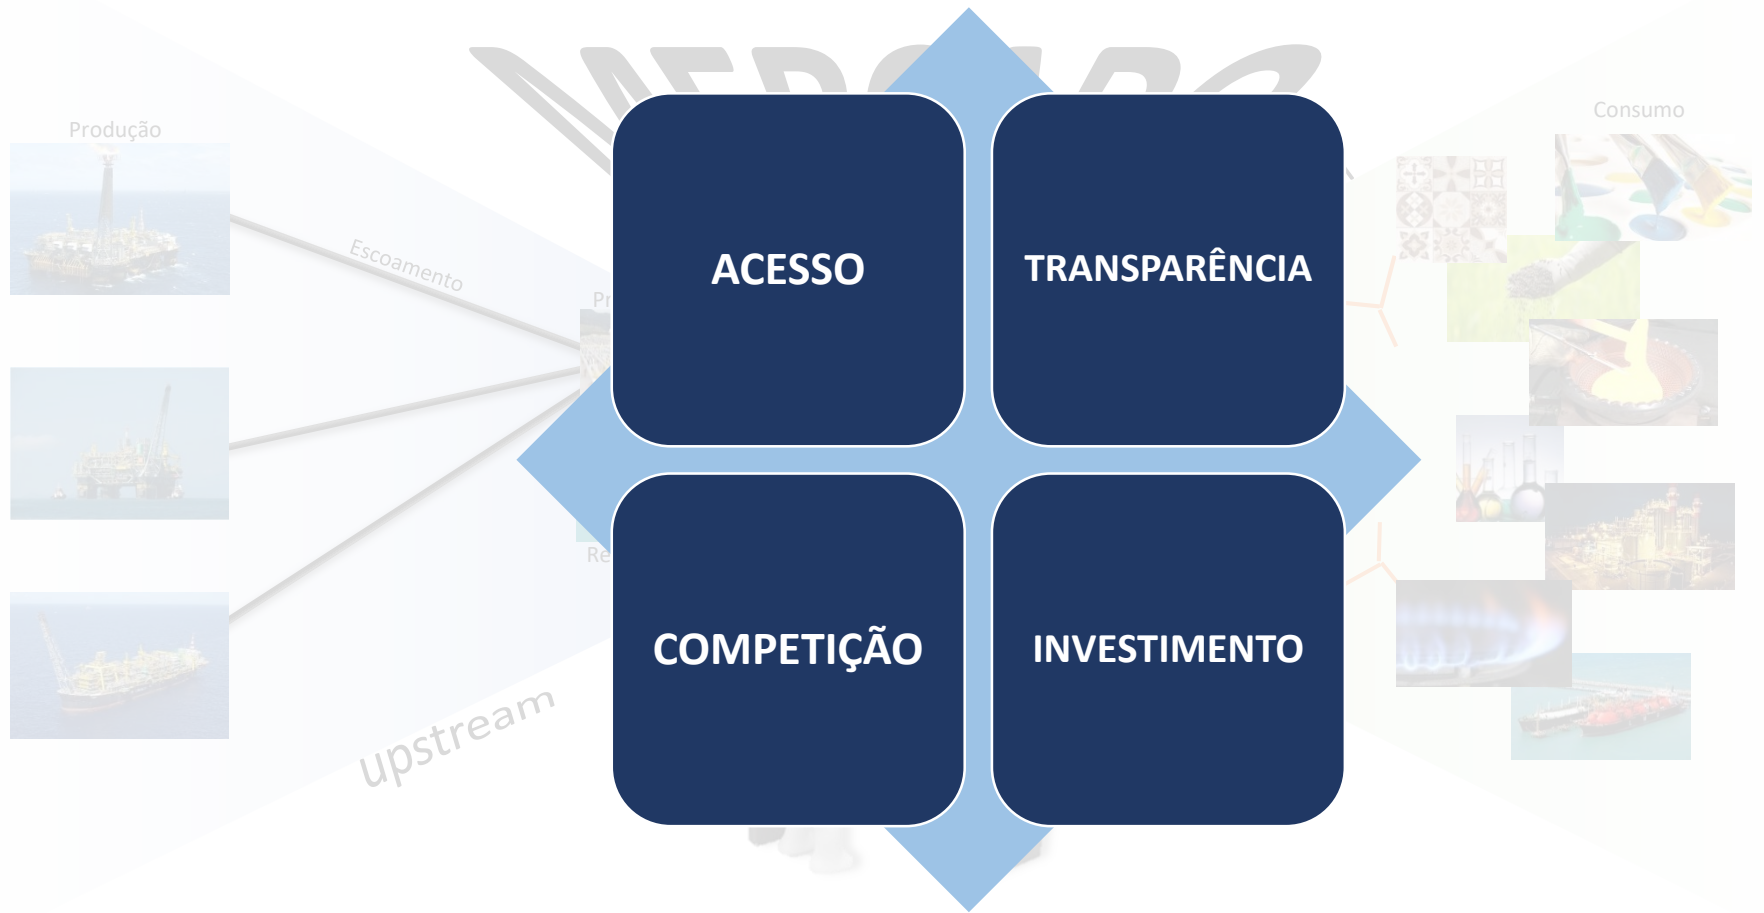 Consumo
Produção
Escoamento
ACESSO
TRANSPARÊNCIA
COMPETIÇÃO
INVESTIMENTO
upstream